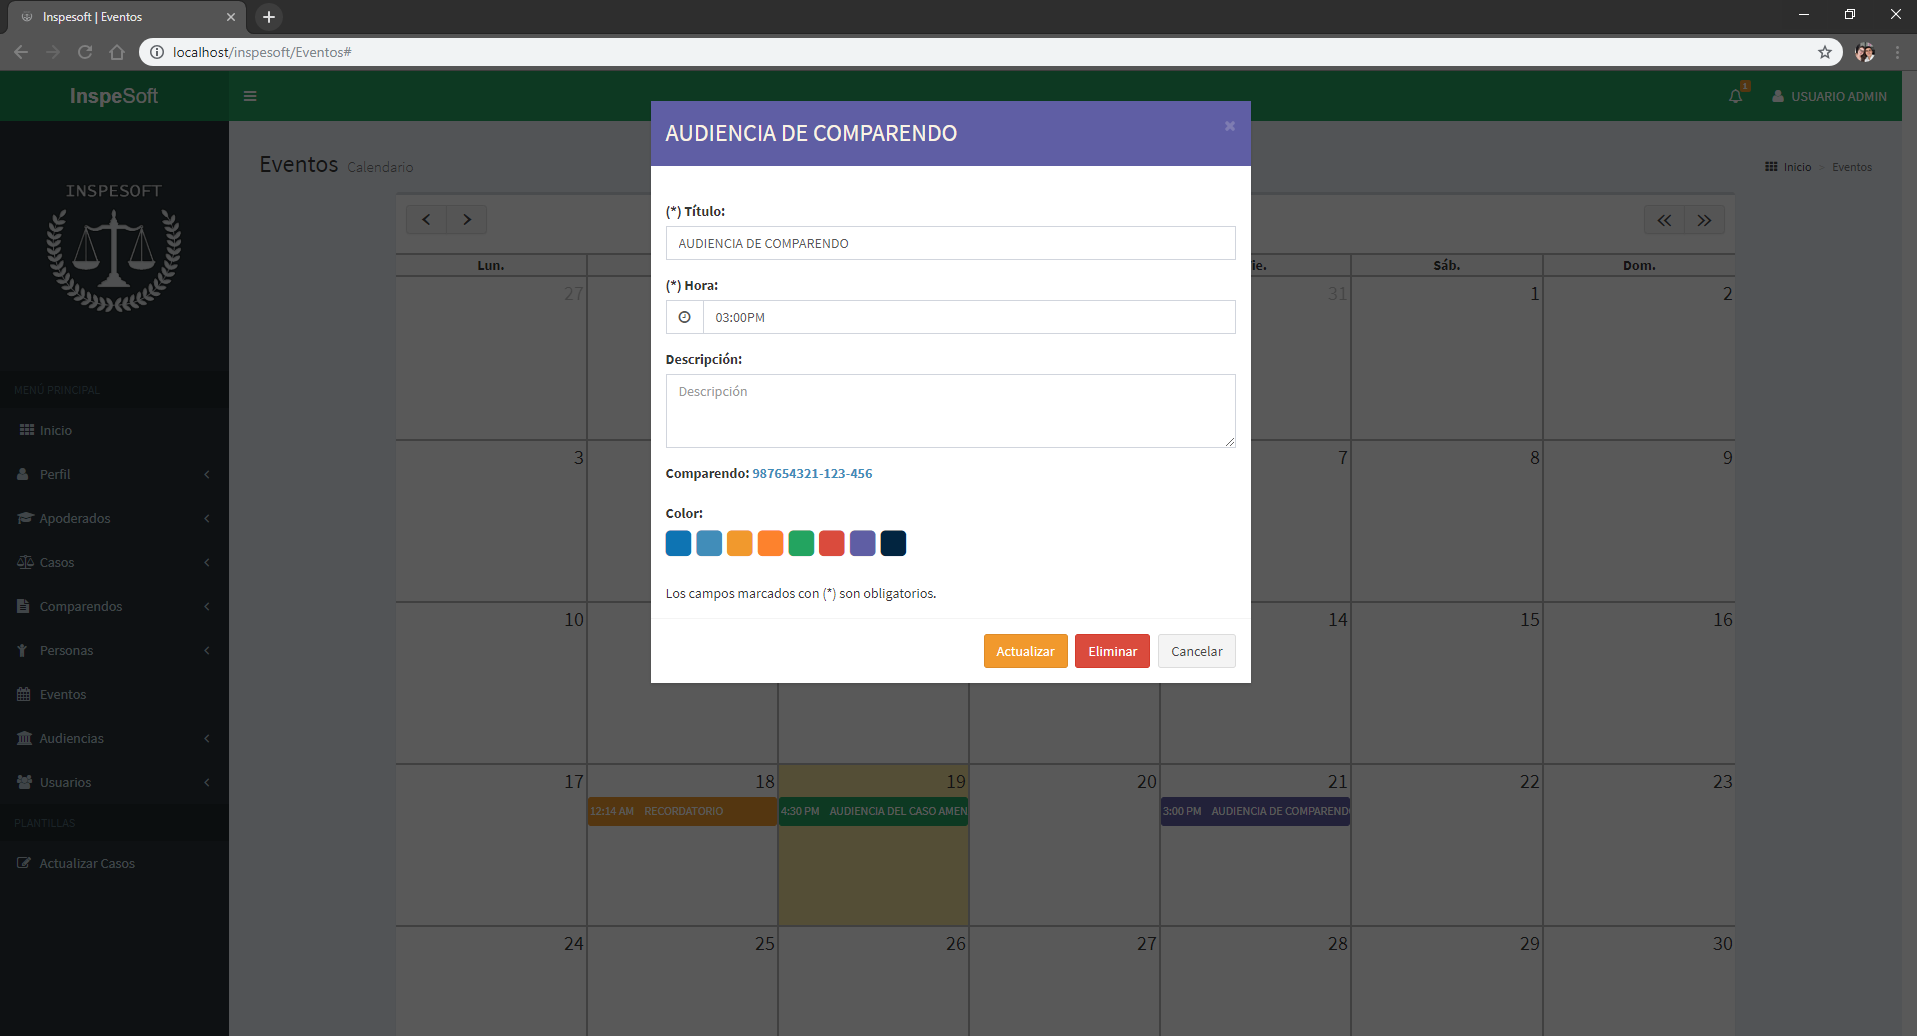 Inspesoft | Eventos
localhost/inspesoft/Eventos#
InspeSoft
1
USUARIO ADMIN
INSPESOFT
MENÚ PRINCIPAL
Inicio
Perfil
Apoderados
Casos
Comparendos
Personas
Eventos
Audiencias
Usuarios
PLANTILLAS
Actualizar Casos
Eventos Calendario
Inicio > Eventos
AUDIENCIA DE COMPARENDO
(*) Título:
AUDIENCIA DE COMPARENDO
(*) Hora:
03:00PM
Descripción:
Descripción
Comparendo: 987654321-123-456
Color:
Los campos marcados con (*) son obligatorios.
Actualizar Eliminar Cancelar
Lun. ie. Sáb. Dom.
27 31 1 2
3 7 8 9
10 14 15 16
17 18 19 20 21 22 23
12:14 AM RECORDATORIO 4:30 PM AUDIENCIA DEL CASO AMEN 3:00 PM AUDIENCIA DE COMPAREND
24 25 26 27 28 29 30